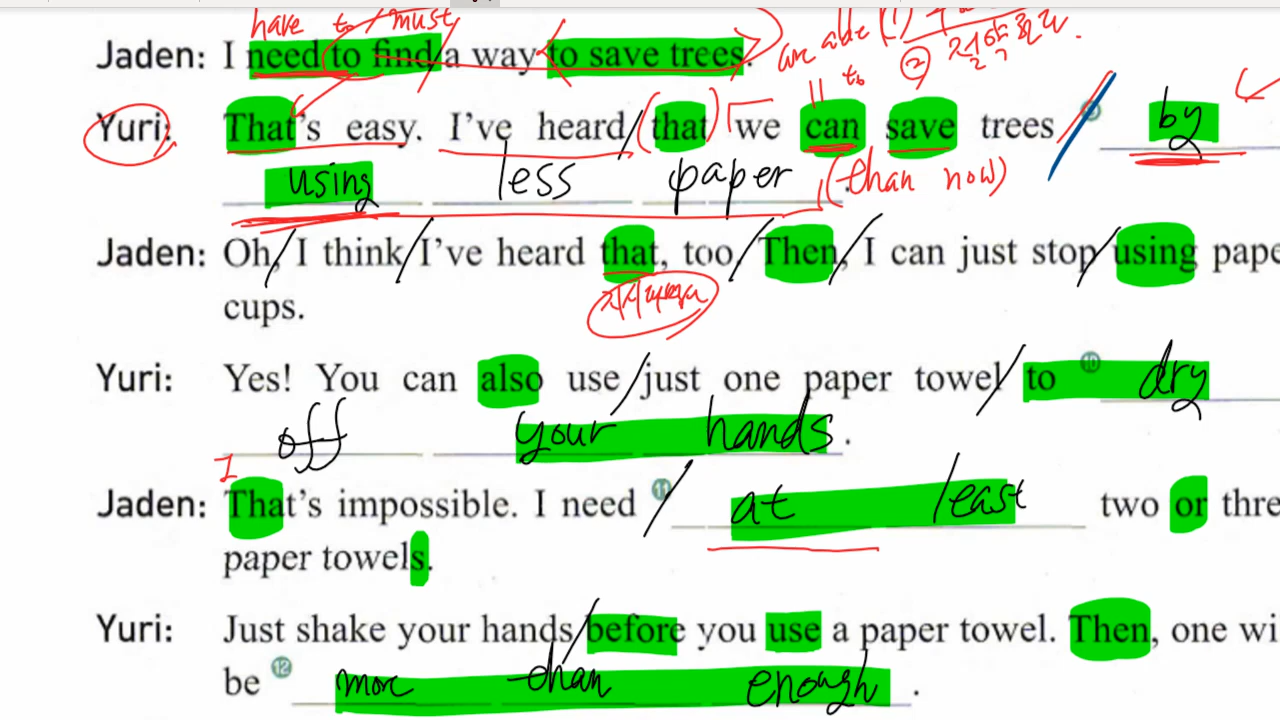 have to / must
Jaden: I need to find a way to save trees.
are able to
Yuri: That's easy. I've heard (that) we can save trees ⑨ by
using less paper (than now).
Jaden: Oh, I think I've heard that, too. Then, I can just stop using pape
cups.
Yuri: Yes! You can also use just one paper towel to ⑩ dry
off your hands.
Jaden: That's impossible. I need ⑪ at least two or thre
paper towels.
Yuri: Just shake your hands before you use a paper towel. Then, one wi
be ⑫ more than enough.